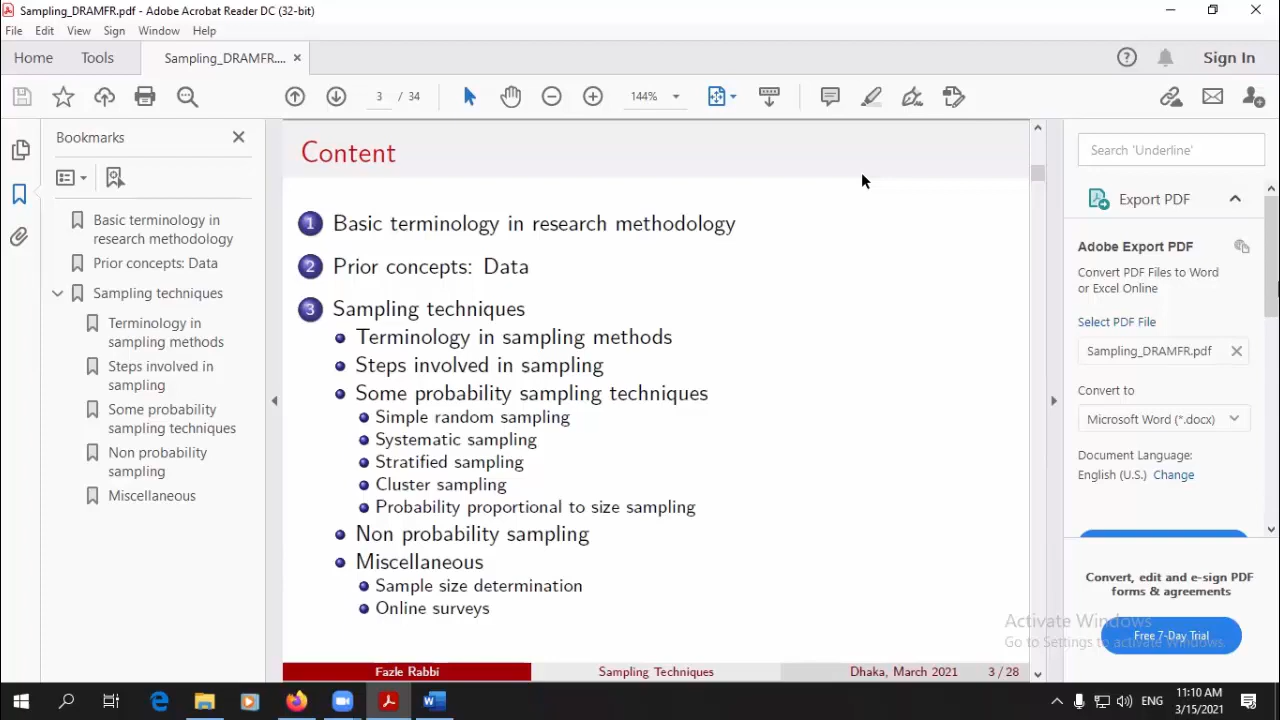 Sampling_DRAMFR.pdf - Adobe Acrobat Reader DC (32-bit)
File Edit View Sign Window Help
Home Tools Sampling_DRAMFR.... × Sign In
3 / 34 144%
Bookmarks
Basic terminology in
research methodology
Prior concepts: Data
Sampling techniques
Terminology in
sampling methods
Steps involved in
sampling
Some probability
sampling techniques
Non probability
sampling
Miscellaneous
Content
1 Basic terminology in research methodology
2 Prior concepts: Data
3 Sampling techniques
Terminology in sampling methods
Steps involved in sampling
Some probability sampling techniques
Simple random sampling
Systematic sampling
Stratified sampling
Cluster sampling
Probability proportional to size sampling
Non probability sampling
Miscellaneous
Sample size determination
Online surveys
Fazle Rabbi Sampling Techniques Dhaka, March 2021 3 / 28
Search 'Underline'
Export PDF
Adobe Export PDF
Convert PDF Files to Word
or Excel Online
Select PDF File
Sampling_DRAMFR.pdf
Convert to
Microsoft Word (*.docx)
Document Language:
English (U.S.) Change
Convert, edit and e-sign PDF
forms & agreements
Free 7-Day Trial
Activate Windows
Go to Settings to activate Windows.
ENG
11:10 AM
3/15/2021